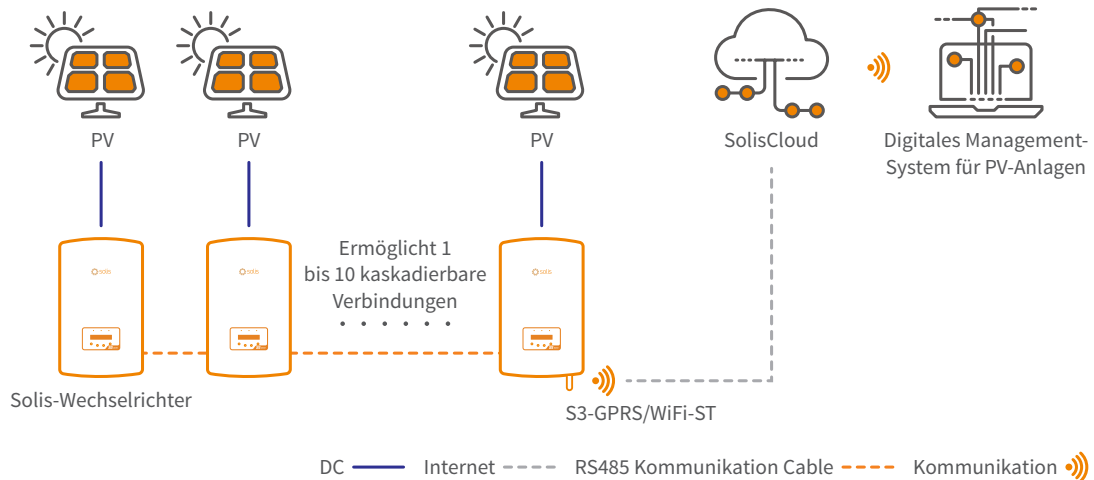 PV
PV
PV
SolisCloud
Digitales Management-
System für PV-Anlagen
Ermöglicht 1
bis 10 kaskadierbare
Verbindungen
solis
solis
solis
Solis-Wechselrichter
S3-GPRS/WiFi-ST
DC
Internet
RS485 Kommunikation Cable
Kommunikation